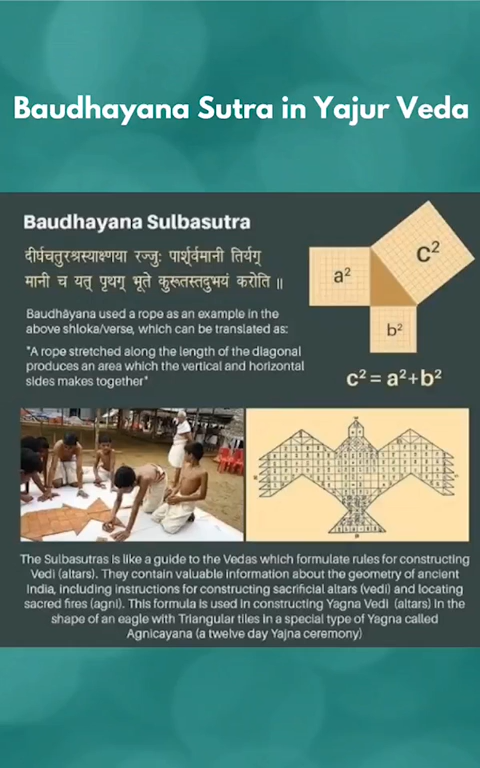 Baudhayana Sutra in Yajur Veda
Baudhayana Sulbasutra
दीर्घचतुरश्रस्याक्ष्णया रज्जुः पार्श्र्वमानी तिर्यग्
मानी च यत् पृथग् भूते कुरूतस्तदुभयं करोति ॥
Baudhâyana used a rope as an example in the
above shloka/verse, which can be translated as:
"A rope stretched along the length of the diagonal
produces an area which the vertical and horizontal
sides makes together"
a²
c²
b²
c² = a²+b²
The Sulbasutras is like a guide to the Vedas which formulate rules for constructing
Vedi (altars). They contain valuable information about the geometry of ancient
India, including instructions for constructing sacrificial altars (vedi) and locating
sacred fires (agni). This formula is used in constructing Yagna Vedi (altars) in the
shape of an eagle with Triangular tiles in a special type of Yagna called
Agnicayana (a twelve day Yajna ceremony)